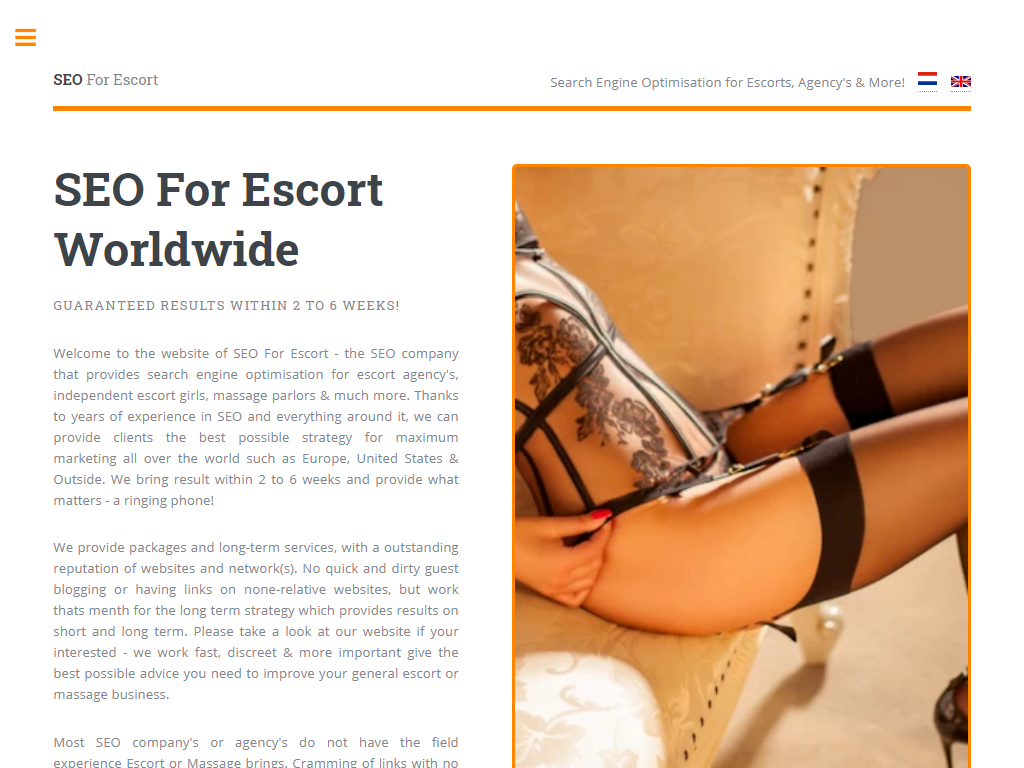 SEO For Escort
Search Engine Optimisation for Escorts, Agency's & More!
SEO For Escort
Worldwide
GUARANTEED RESULTS WITHIN 2 TO 6 WEEKS!
Welcome to the website of SEO For Escort - the SEO company
that provides search engine optimisation for escort agency's,
independent escort girls, massage parlors & much more. Thanks
to years of experience in SEO and everything around it, we can
provide clients the best possible strategy for maximum
marketing all over the world such as Europe, United States &
Outside. We bring result within 2 to 6 weeks and provide what
matters - a ringing phone!
We provide packages and long-term services, with a outstanding
reputation of websites and network(s). No quick and dirty guest
blogging or having links on none-relative websites, but work
thats menth for the long term strategy which provides results on
short and long term. Please take a look at our website if your
interested - we work fast, discreet & more important give the
best possible advice you need to improve your general escort or
massage business.
Most SEO company's or agency's do not have the field
experience Escort or Massage brings. Cramming of links with no